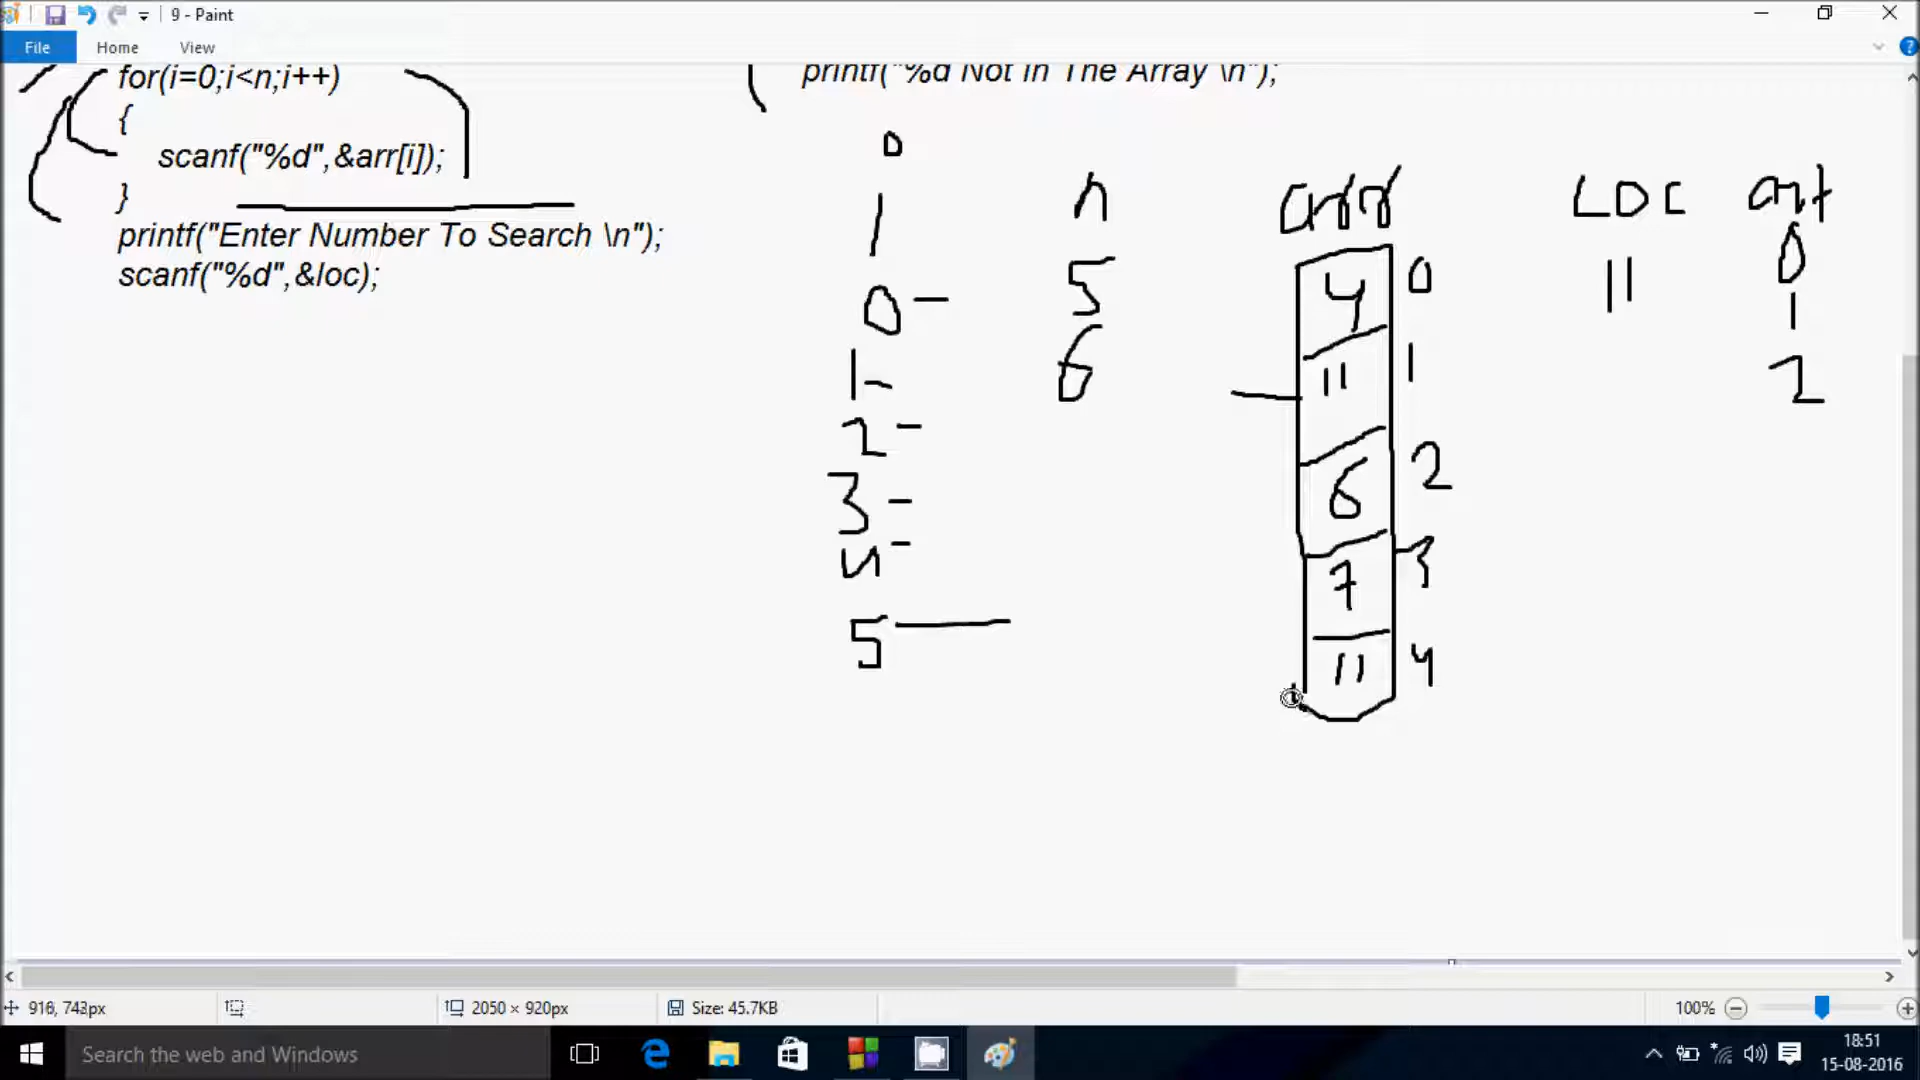 9 - Paint
File Home View
for(i=0;i<n;i++)
{
scanf("%d",&arr[i]);
}
printf("Enter Number To Search \n");
scanf("%d",&loc);
printf("%d Not In The Array \n");
i n arr LOC cnt
0 5 4 0 11 0
1 6 11 1 1
2 6 2 2
3 7 3
4 11 4
5
916, 743px 2050 × 920px Size: 45.7KB 100%
Search the web and Windows
18:51
15-08-2016